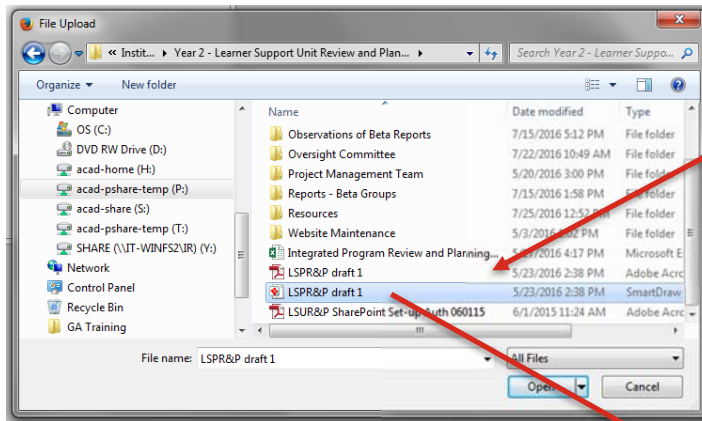 File Upload
« Instit... ▸ Year 2 - Learner Support Unit Review and Plan... ▸
Search Year 2 - Learner Suppo...
Organize ▾ New folder
Computer
OS (C:)
DVD RW Drive (D:)
acad-home (H:)
acad-pshare-temp (P:)
acad-share (S:)
acad-pshare-temp (T:)
SHARE (\\IT-WINFS2\IR) (Y:)
Network
Control Panel
Recycle Bin
GA Training
Name Date modified Type
Observations of Beta Reports 7/15/2016 5:12 PM File folder
Oversight Committee 7/22/2016 10:49 AM File folder
Project Management Team 5/20/2016 3:00 PM File folder
Reports - Beta Groups 7/15/2016 1:58 PM File folder
Resources 7/25/2016 12:52 PM File folder
Website Maintenance 5/3/2016 PM File folder
Integrated Program Review and Planning... 4:17 PM Microsoft E
LSPR&P draft 1 5/23/2016 2:38 PM Adobe Acrc
LSPR&P draft 1 5/23/2016 2:38 PM SmartDraw
LSUR&P SharePoint Set-up Auth 060115 6/1/2015 11:24 AM Adobe Acrc
File name: LSPR&P draft 1 All Files
Open Cancel